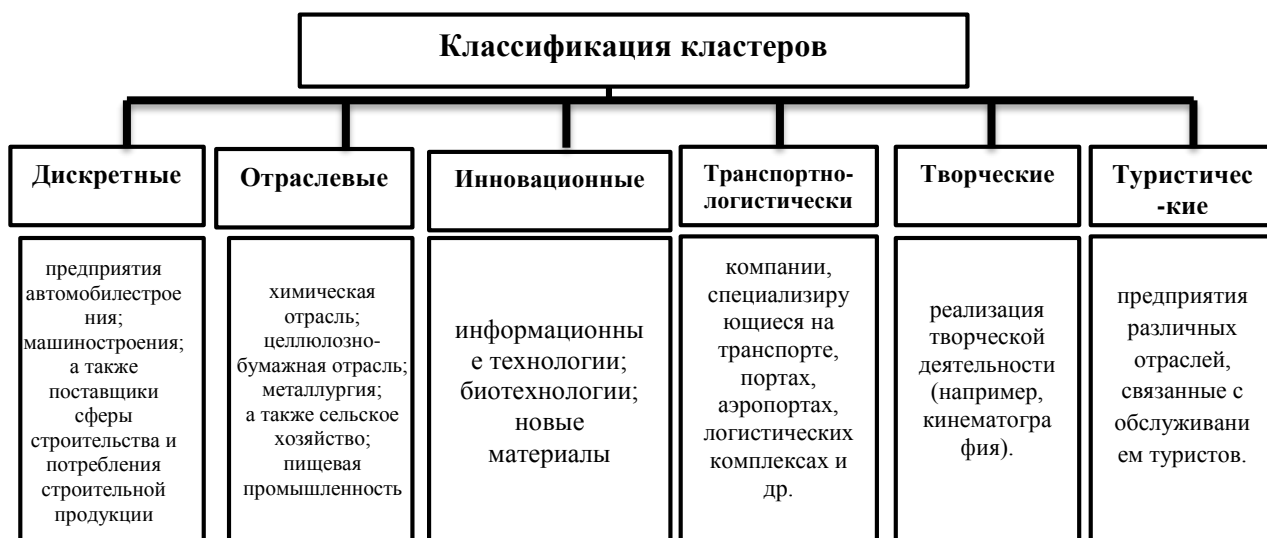 Классификация кластеров
Дискретные
Отраслевые
Инновационные
Транспортно-
логистически
Творческие
Туристичес
-кие
предприятия
автомобилестрое
ния;
машиностроения;
а также
поставщики
сферы
строительства и
потребления
строительной
продукции
химическая
отрасль;
целлюлозно-
бумажная отрасль;
металлургия;
а также сельское
хозяйство;
пищевая
промышленность
информационны
е технологии;
биотехнологии;
новые
материалы
компании,
специализиру
ющиеся на
транспорте,
портах,
аэропортах,
логистических
комплексах и
др.
реализация
творческой
деятельности
(например,
кинематогра
фия).
предприятия
различных
отраслей,
связанные с
обслуживани
ем туристов.